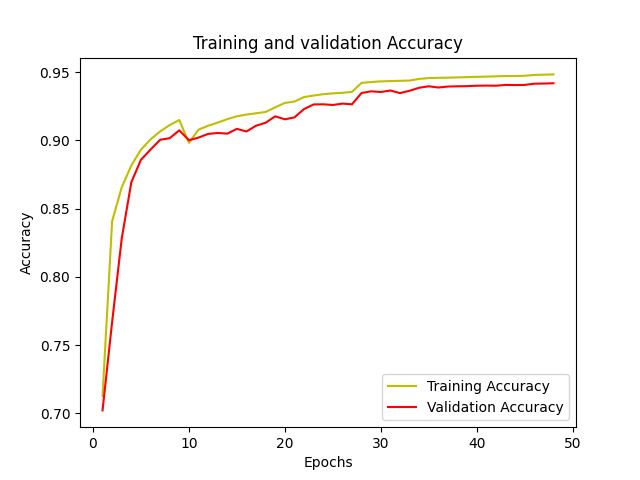 Training and validation Accuracy
0.95
0.90
0.85
0.80
0.75
0.70
Accuracy
Training Accuracy
Validation Accuracy
0
10
20
30
40
50
Epochs